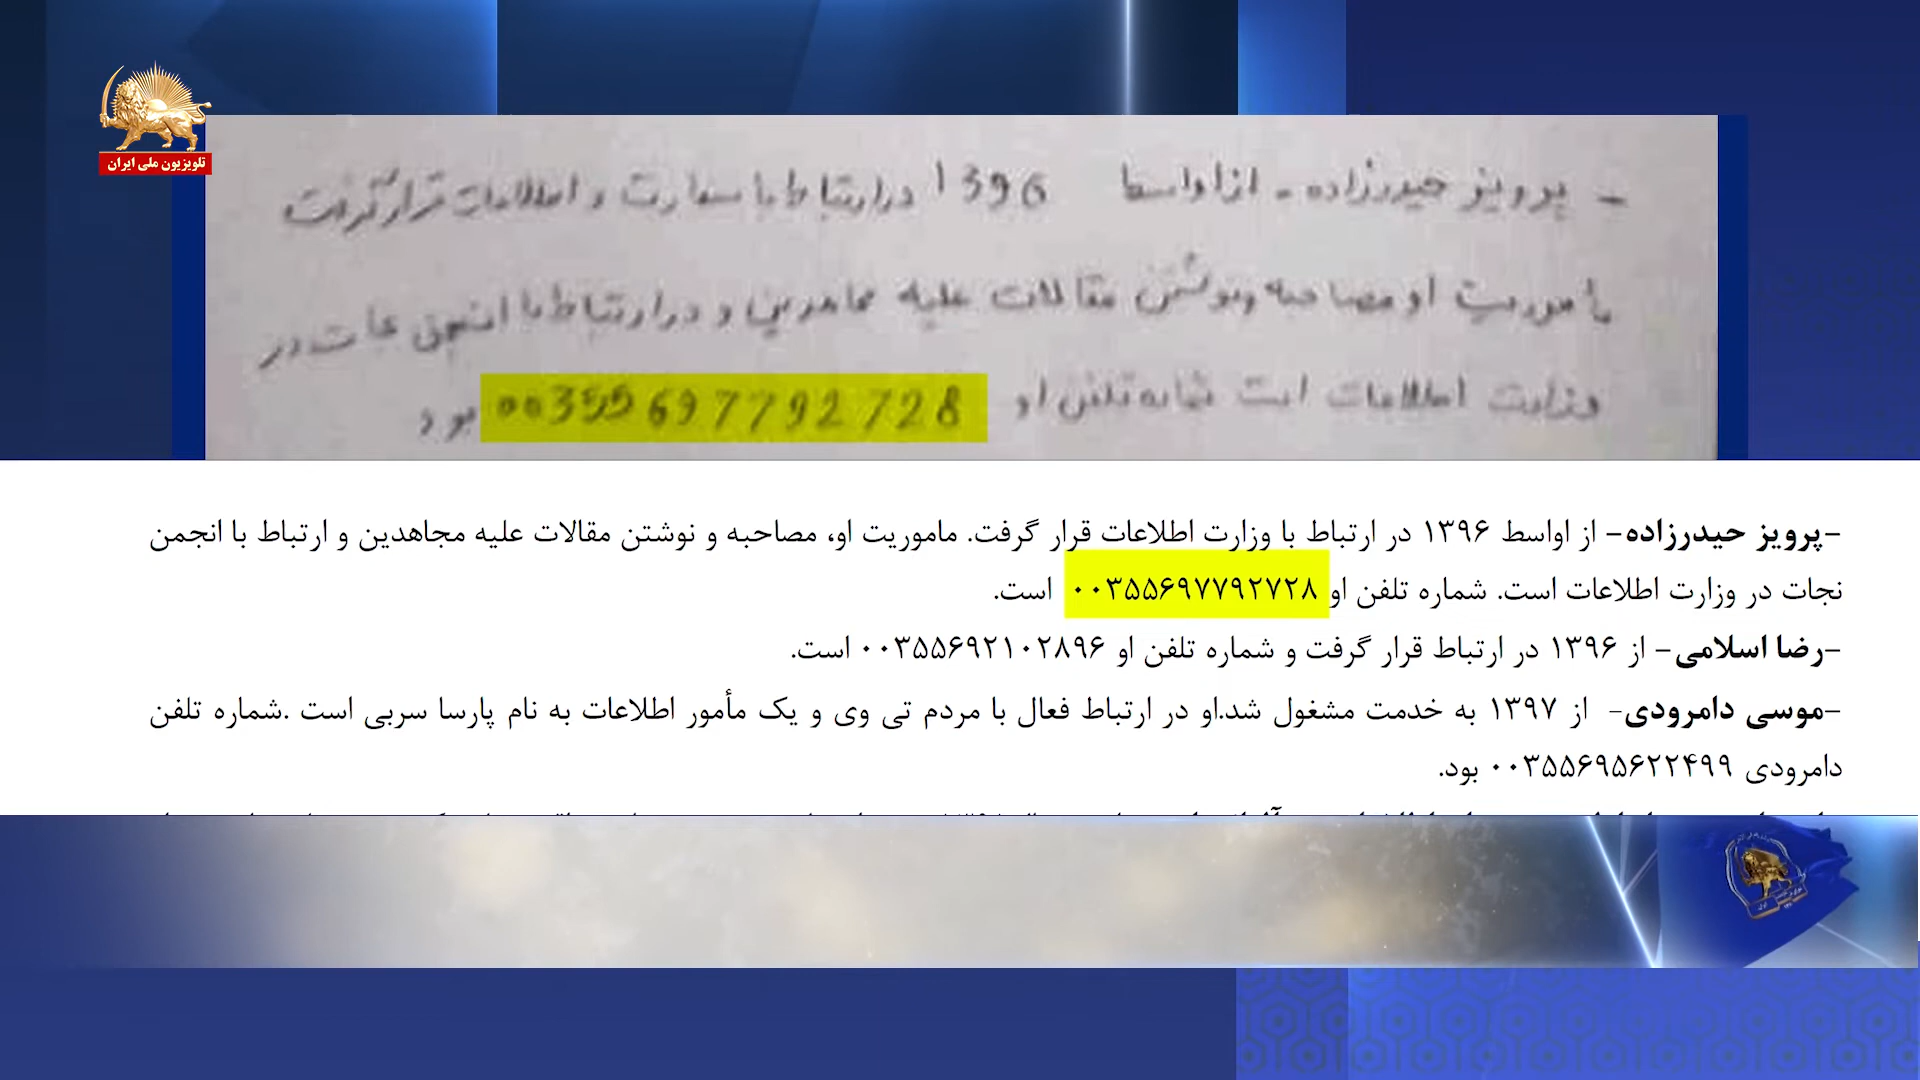 تلویزیون ملی ایران
- پرویز حیدرزاده - از اواسط 1396 در ارتباط با سفارت و اطلاعات قرار گرفت
ماموریت او مصاحبه و نوشتن مقالات علیه مجاهدین و در ارتباط با انجمن نجات در
وزارت اطلاعات است شماره تلفن او 00355697792728 بود
-پرویز حیدرزاده- از اواسط ۱۳۹۶ در ارتباط با وزارت اطلاعات قرار گرفت. ماموریت او، مصاحبه و نوشتن مقالات علیه مجاهدین و ارتباط با انجمن
نجات در وزارت اطلاعات است. شماره تلفن او ۰۰۳۵۵۶۹۷۷۹۲۷۲۸ است.
-رضا اسلامی- از ۱۳۹۶ در ارتباط قرار گرفت و شماره تلفن او ۰۰۳۵۵۶۹۲۱۰۲۸۹۶ است.
-موسی دامرودی- از ۱۳۹۷ به خدمت مشغول شد.او در ارتباط فعال با مردم تی وی و یک مأمور اطلاعات به نام پارسا سربی است .شماره تلفن
دامرودی ۰۰۳۵۵۶۹۵۶۲۲۴۹۹ بود.